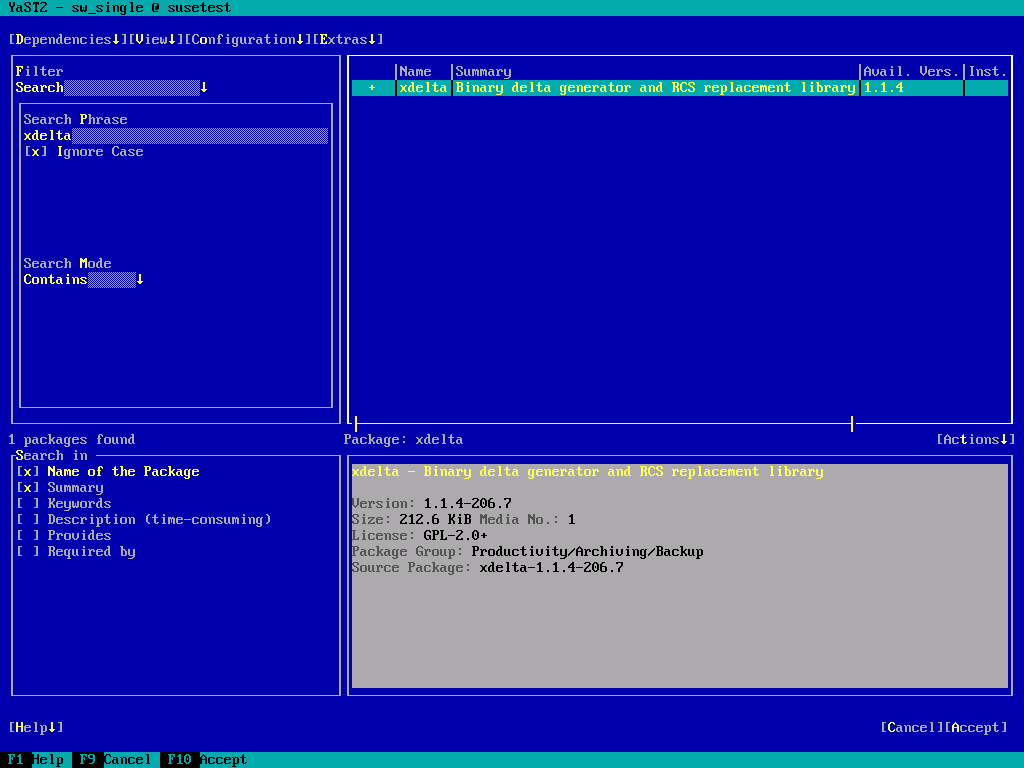 YaST2 - sw_single @ susetest
[Dependencies↓][View↓][Configuration↓][Extras↓]
Filter
Search↓
Search Phrase
xdelta
[x] Ignore Case
Search Mode
Contains↓
|Name |Summary |Avail. Vers.|Inst.
+ |xdelta|Binary delta generator and RCS replacement library|1.1.4 |
1 packages found
Package: xdelta [Actions↓]
Search in
[x] Name of the Package
[x] Summary
[ ] Keywords
[ ] Description (time-consuming)
[ ] Provides
[ ] Required by
xdelta - Binary delta generator and RCS replacement library
Version: 1.1.4-206.7
Size: 212.6 KiB Media No.: 1
License: GPL-2.0+
Package Group: Productivity/Archiving/Backup
Source Package: xdelta-1.1.4-206.7
[Help↓] [Cancel][Accept]
F1 Help F9 Cancel F10 Accept